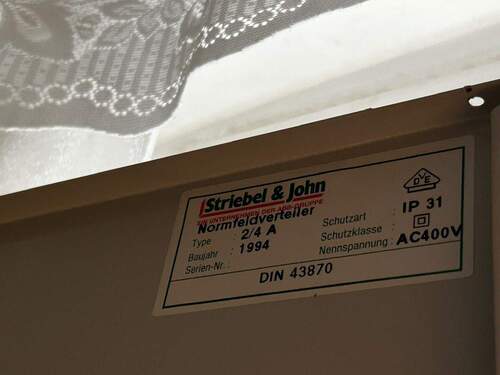 Striebel & John
EIN UNTERNEHMEN DER ABB-GRUPPE
Normfeldverteiler
Type 2/4 A
Baujahr : 1994
Serien-Nr.:
DIN 43870
VDE
Schutzart : IP 31
Schutzklasse :
Nennspannung : AC400V